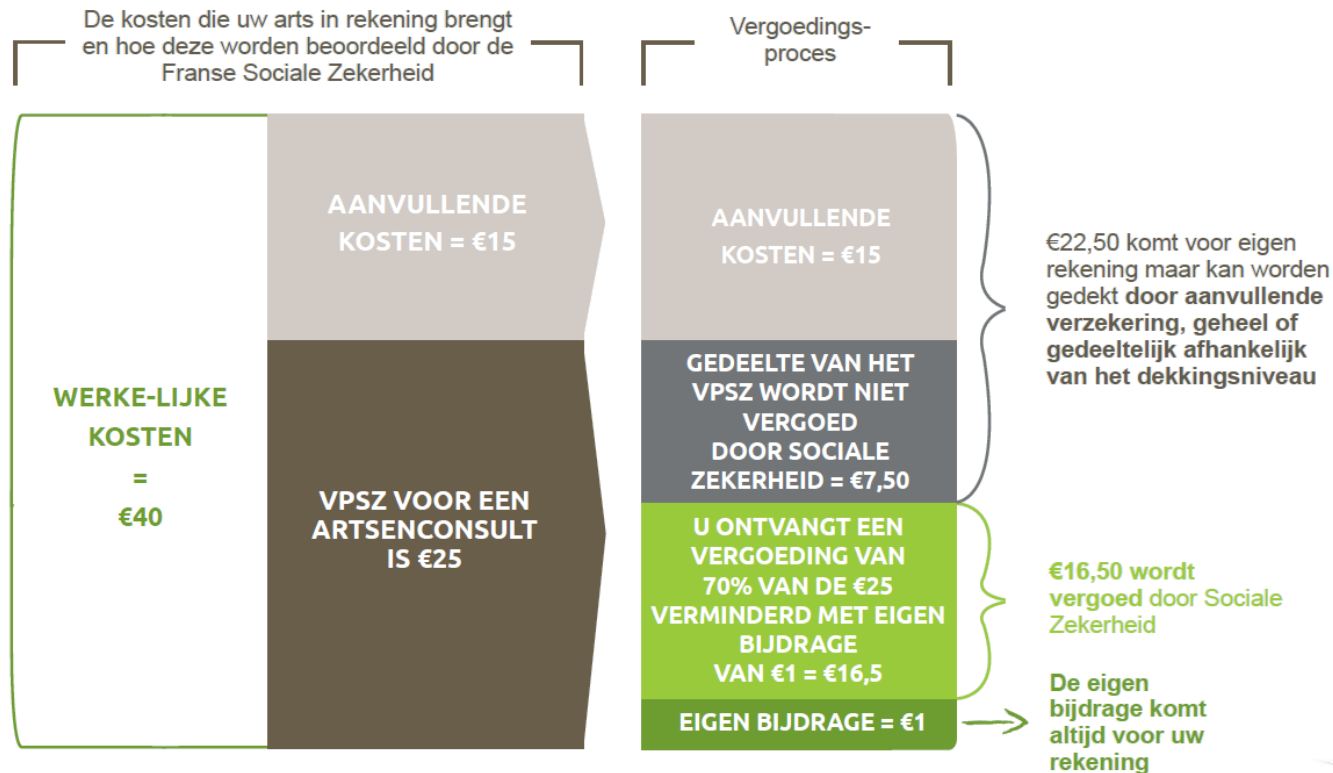 De kosten die uw arts in rekening brengt
en hoe deze worden beoordeeld door de
Franse Sociale Zekerheid
Vergoedings-
proces
WERKE-LIJKE
KOSTEN
=
€40
AANVULLENDE
KOSTEN = €15
VPSZ VOOR EEN
ARTSENCONSULT
IS €25
AANVULLENDE
KOSTEN = €15
GEDEELTE VAN HET
VPSZ WORDT NIET
VERGOED
DOOR SOCIALE
ZEKERHEID = €7,50
U ONTVANGT EEN
VERGOEDING VAN
70% VAN DE €25
VERMINDERD MET EIGEN
BIJDRAGE
VAN €1 = €16,5
EIGEN BIJDRAGE = €1
€22,50 komt voor eigen
rekening maar kan worden
gedekt door aanvullende
verzekering, geheel of
gedeeltelijk afhankelijk
van het dekkingsniveau
€16,50 wordt
vergoed door Sociale
Zekerheid
De eigen
bijdrage komt
altijd voor uw
rekening